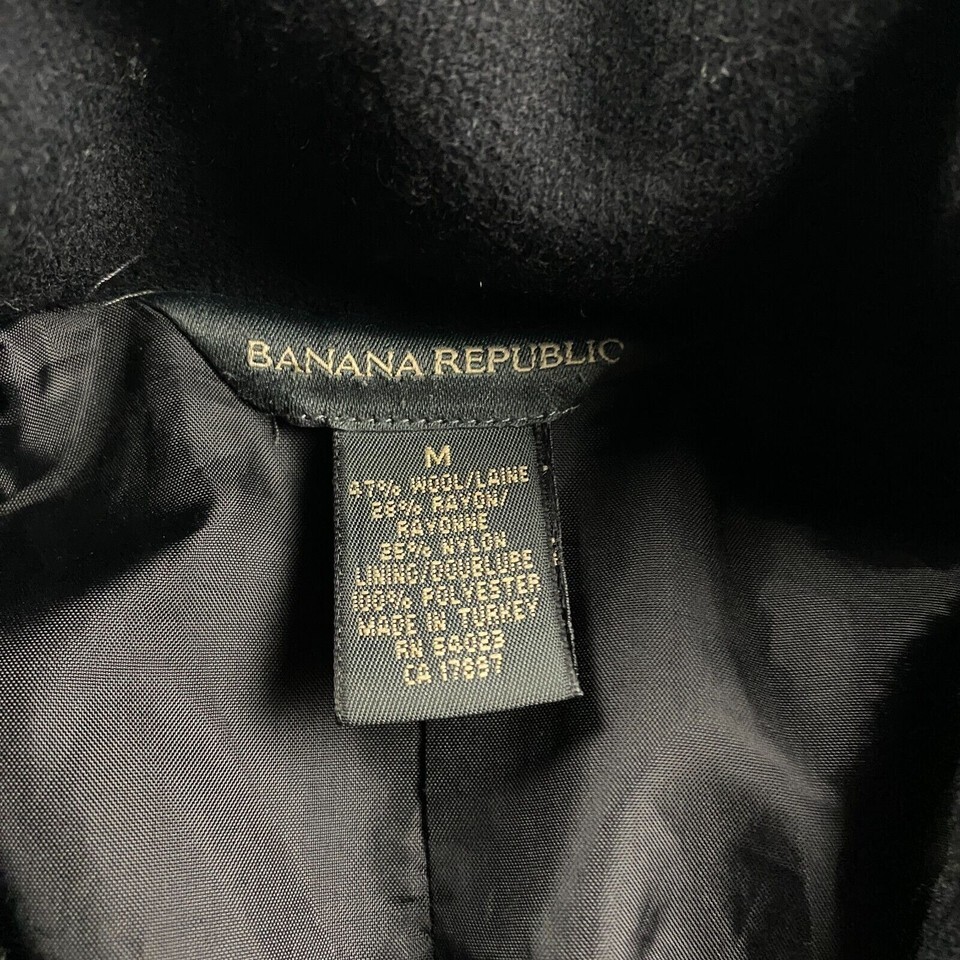 BANANA REPUBLIC
M
47% WOOL/LAINE
28% RAYON/
RAYONNE
25% NYLON
LINING/DOUBLURE
100% POLYESTER
MADE IN TURKEY
RN 54023
CA 17897